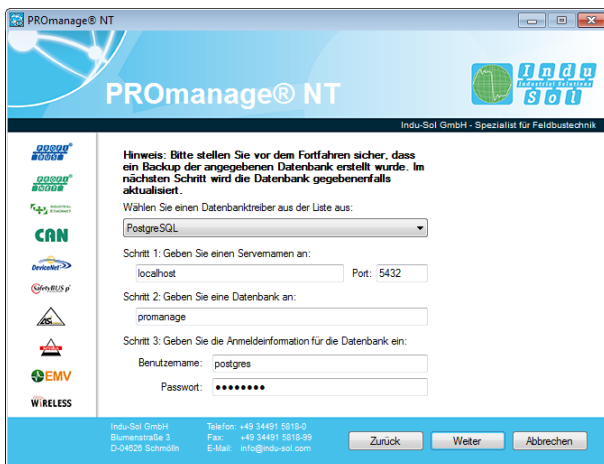 PROmanage® NT
PROmanage® NT
Indu
Industrial Solutions
Sol
Indu-Sol GmbH - Spezialist für Feldbustechnik
Hinweis: Bitte stellen Sie vor dem Fortfahren sicher, dass
ein Backup der angegebenen Datenbank erstellt wurde. Im
nächsten Schritt wird die Datenbank gegebenenfalls
aktualisiert.
Wählen Sie einen Datenbanktreiber aus der Liste aus:
PostgreSQL
Schritt 1: Geben Sie einen Servernamen an:
localhost Port: 5432
Schritt 2: Geben Sie eine Datenbank an:
promanage
Schritt 3: Geben Sie die Anmeldeinformation für die Datenbank ein:
Benutzername: postgres
Passwort: ●●●●●●●●
CAN
DeviceNet
SafetyBUS p
EMV
WIRELESS
Indu-Sol GmbH Telefon: +49 34491 5818-0
Blumenstraße 3 Fax: +49 34491 5818-99
D-04626 Schmölln E-Mail: info@indu-sol.com
Zurück Weiter Abbrechen